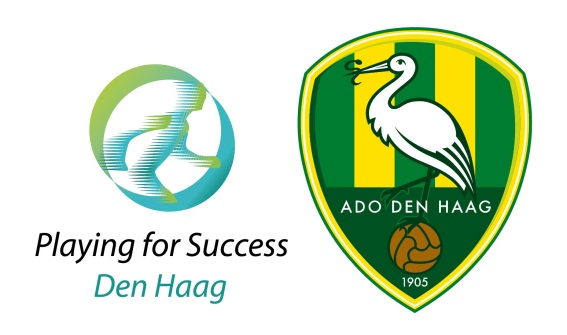 Playing for Success
Den Haag
ADO DEN HAAG
1905